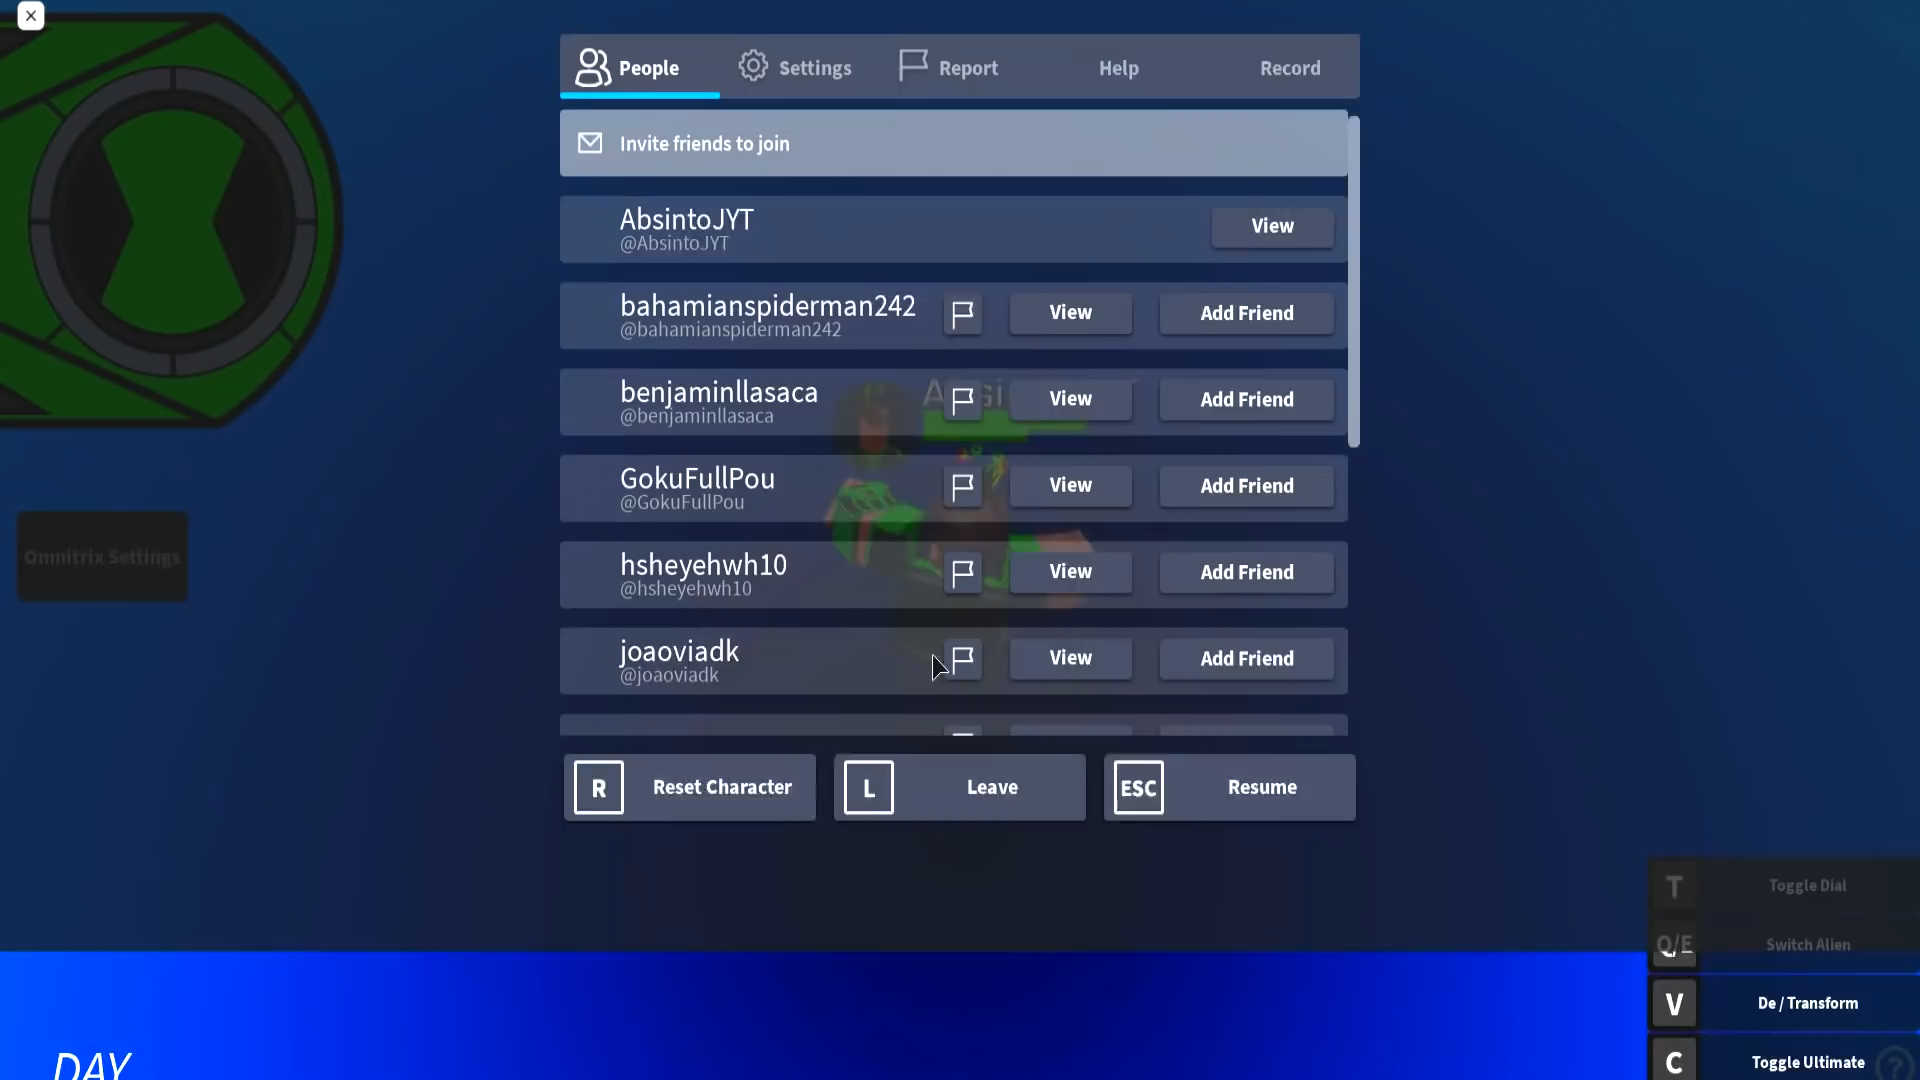 People
Settings
Report
Help
Record
Invite friends to join
AbsintoJYT
@AbsintoJYT
View
bahamianspiderman242
@bahamianspiderman242
View
Add Friend
benjaminllasaca
@benjaminllasaca
View
Add Friend
GokuFullPou
@GokuFullPou
View
Add Friend
Omnitrix Settings
hsheyehwh10
@hsheyehwh10
View
Add Friend
joaoviadk
@joaoviadk
View
Add Friend
R Reset Character
L Leave
ESC Resume
T Toggle Dial
Q/E Switch Alien
V De / Transform
C Toggle Ultimate
DAY